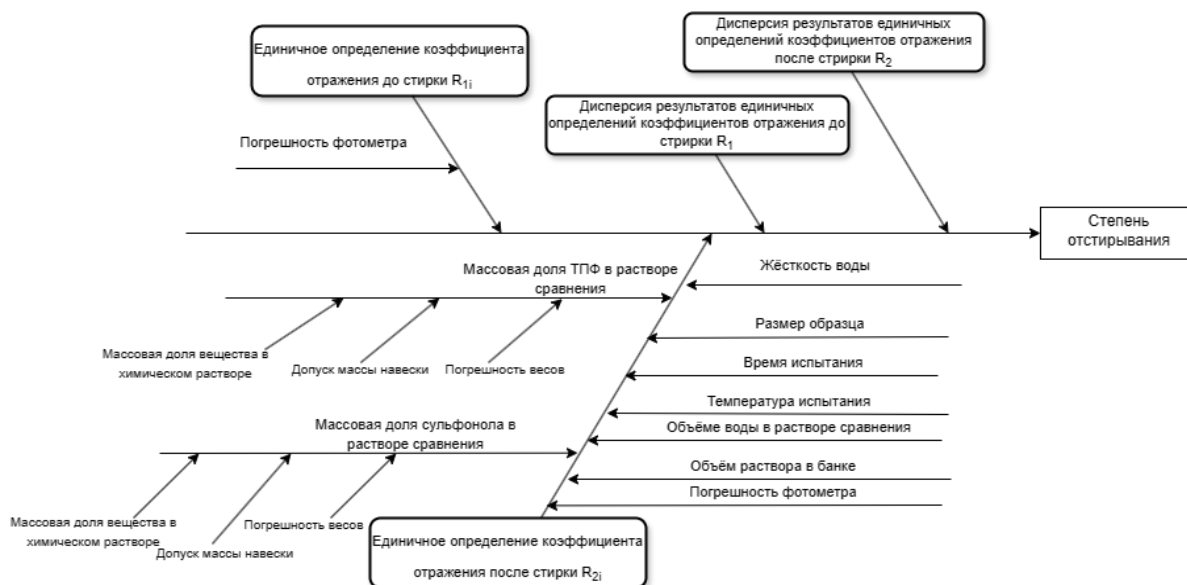 Единичное определение коэффициента
отражения до стирки R1i
Дисперсия результатов единичных
определений коэффициентов отражения
после стрирки R2
Дисперсия результатов единичных
определений коэффициентов отражения до
стрирки R1
Погрешность фотометра
Степень
отстирывания
Массовая доля ТПФ в растворе
сравнения
Жёсткость воды
Размер образца
Массовая доля вещества в
химическом растворе
Допуск массы навески
Погрешность весов
Время испытания
Температура испытания
Массовая доля сульфонола в
растворе сравнения
Объёме воды в растворе сравнения
Объём раствора в банке
Погрешность фотометра
Массовая доля вещества в
химическом растворе
Допуск массы навески
Погрешность весов
Единичное определение коэффициента
отражения после стирки R2i